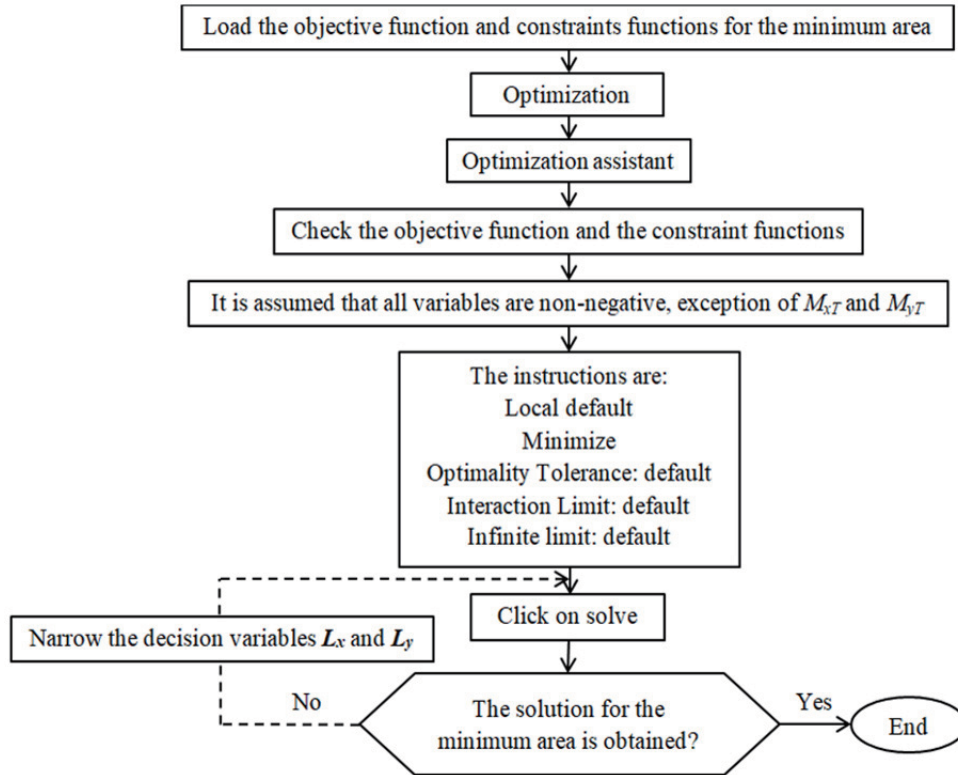 Load the objective function and constraints functions for the minimum area
Optimization
Optimization assistant
Check the objective function and the constraint functions
It is assumed that all variables are non-negative, exception of MxT and MyT
The instructions are:
Local default
Minimize
Optimality Tolerance: default
Interaction Limit: default
Infinite limit: default
Click on solve
Narrow the decision variables Lx and Ly
No
The solution for the
minimum area is obtained?
Yes
End